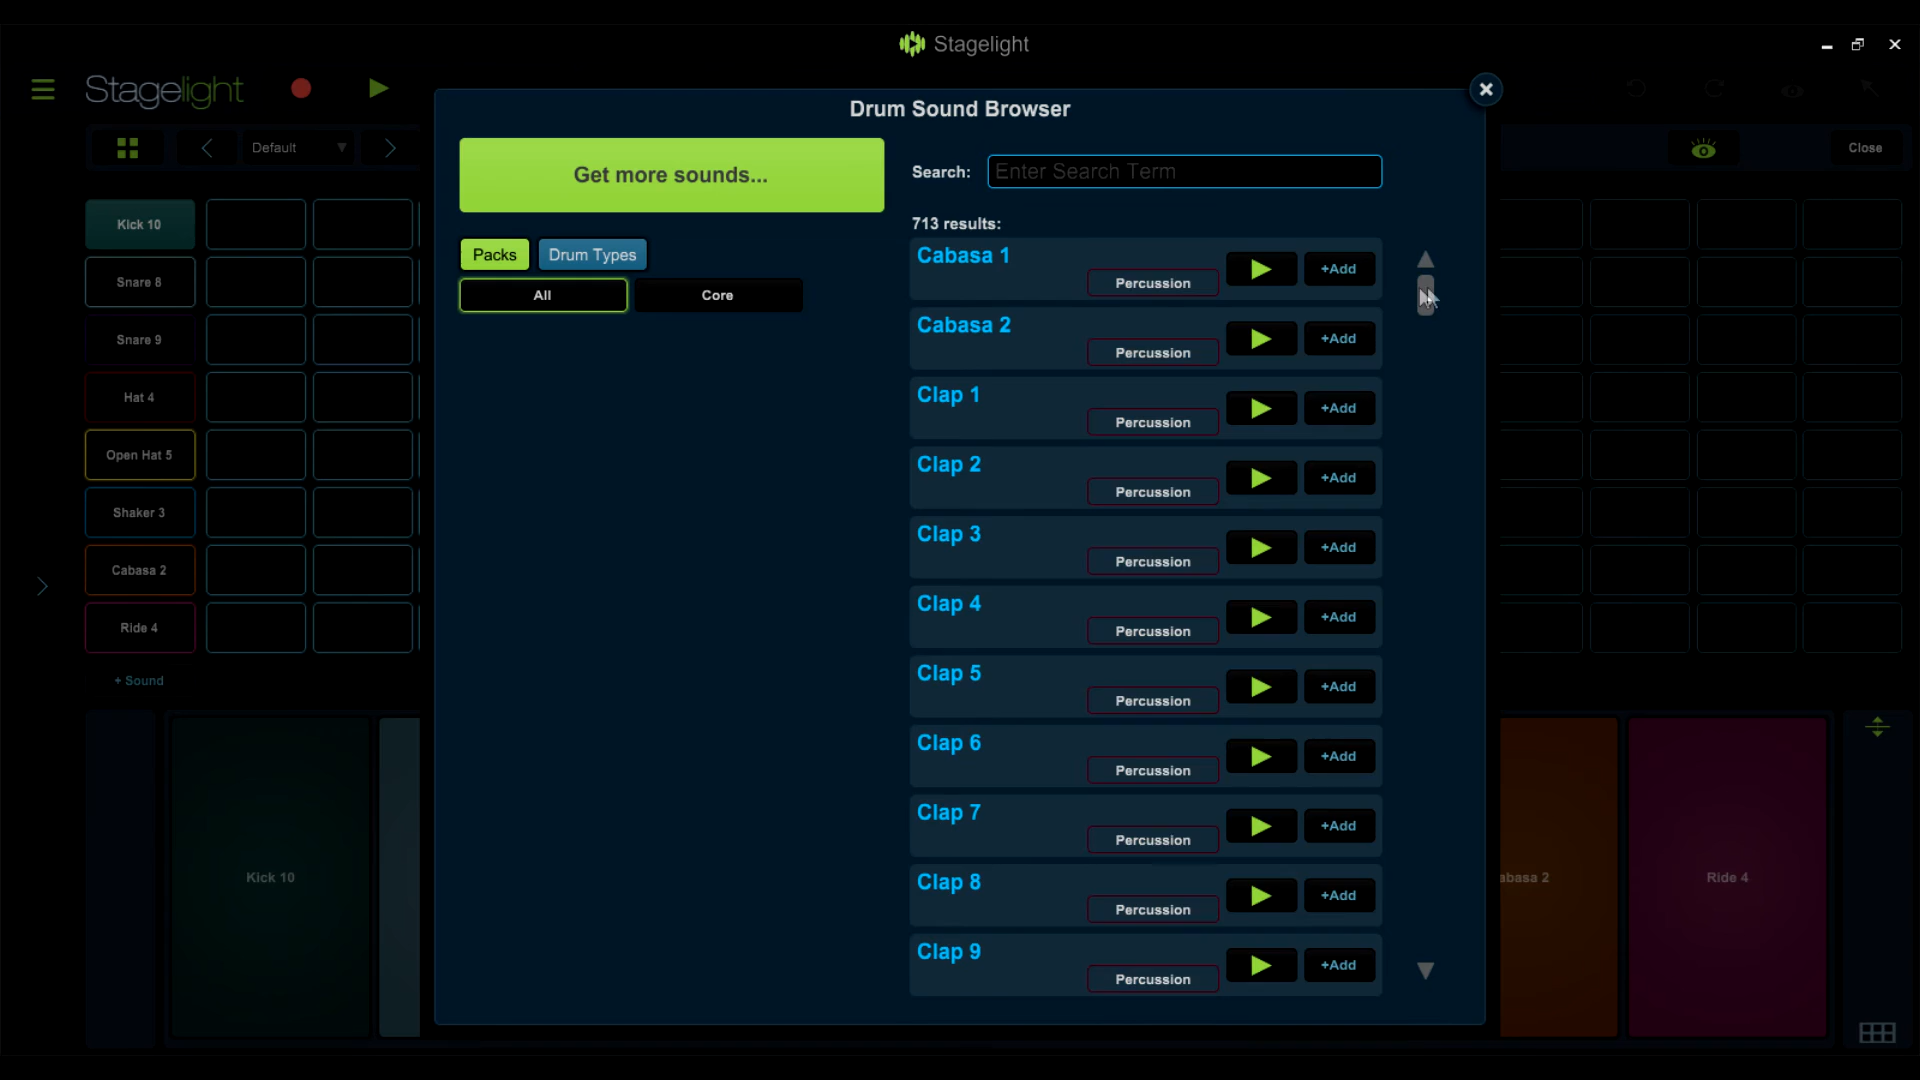 Stagelight
Stagelight
Default
Close
Kick 10
Snare 8
Snare 9
Hat 4
Open Hat 5
Shaker 3
Cabasa 2
Ride 4
+ Sound
Drum Sound Browser
Get more sounds...
Packs
Drum Types
All
Core
Search:
Enter Search Term
713 results:
Cabasa 1
Percussion
+Add
Cabasa 2
Percussion
+Add
Clap 1
Percussion
+Add
Clap 2
Percussion
+Add
Clap 3
Percussion
+Add
Clap 4
Percussion
+Add
Clap 5
Percussion
+Add
Clap 6
Percussion
+Add
Clap 7
Percussion
+Add
Clap 8
Percussion
+Add
Clap 9
Percussion
+Add
Kick 10
abasa 2
Ride 4